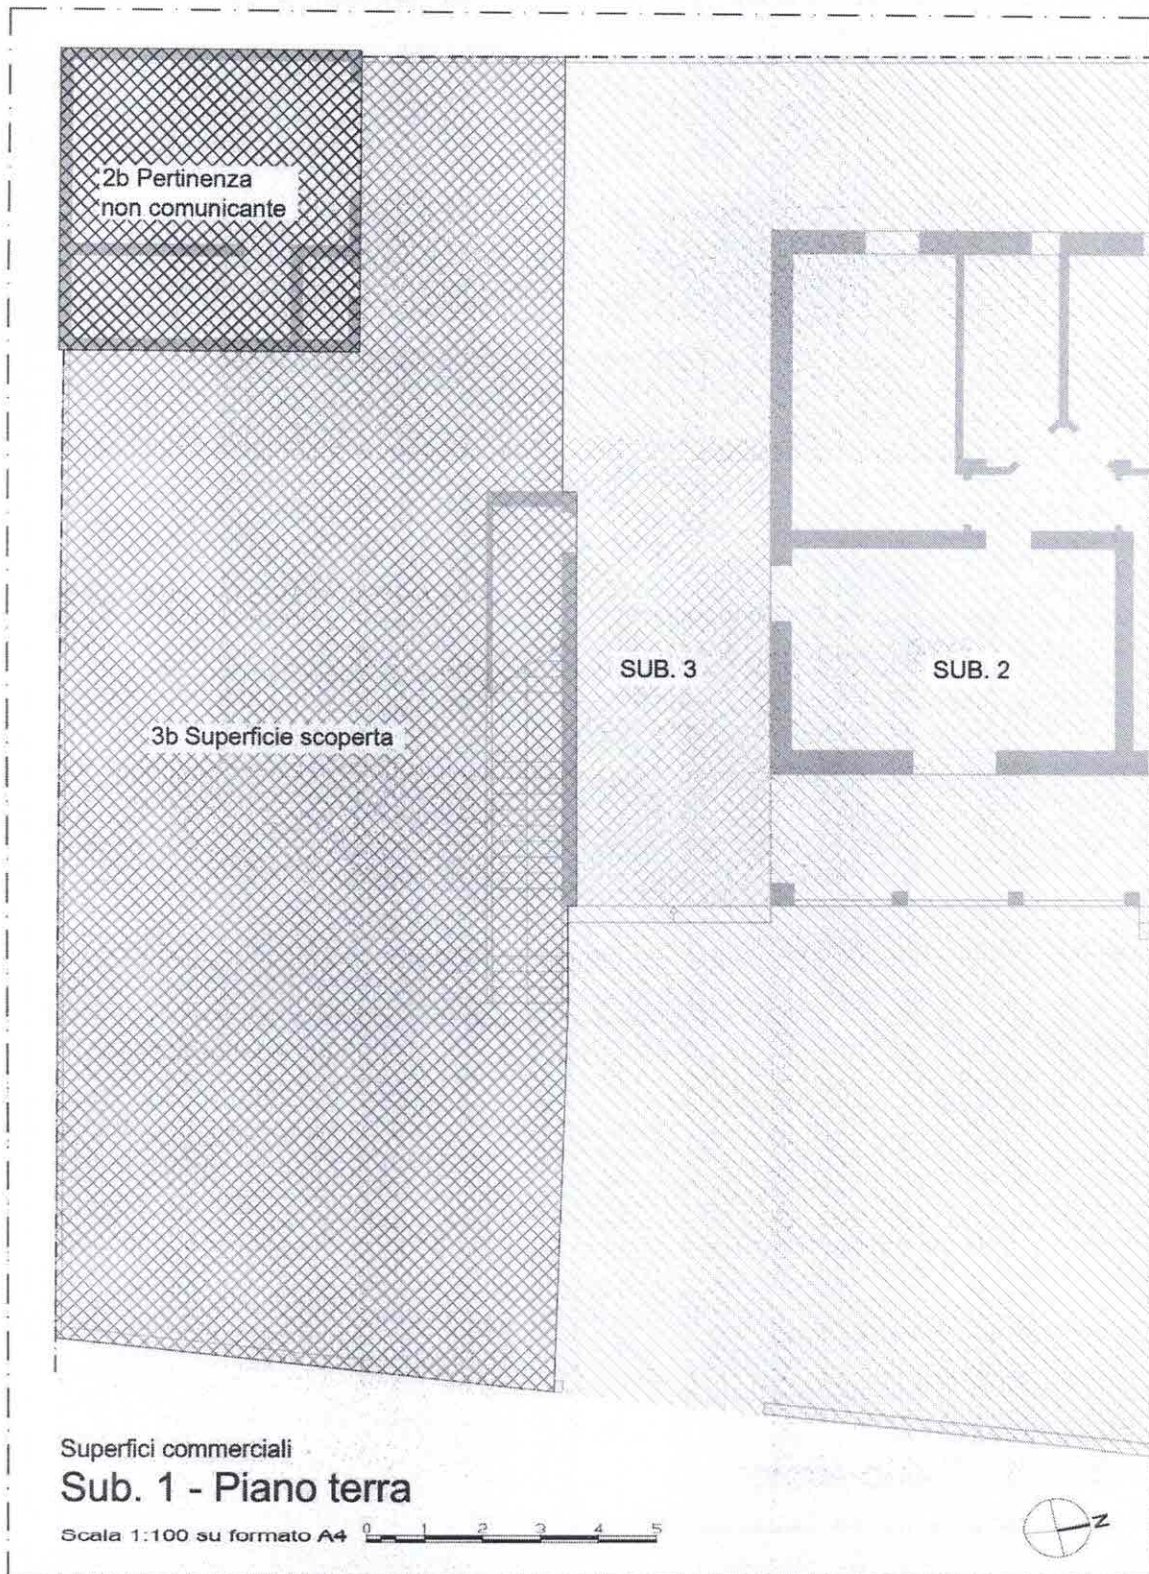 2b Pertinenza
non comunicante
SUB. 3
SUB. 2
3b Superficie scoperta
Superfici commerciali
Sub. 1 - Piano terra
Scala 1:100 su formato A4
0 1 2 3 4 5
N